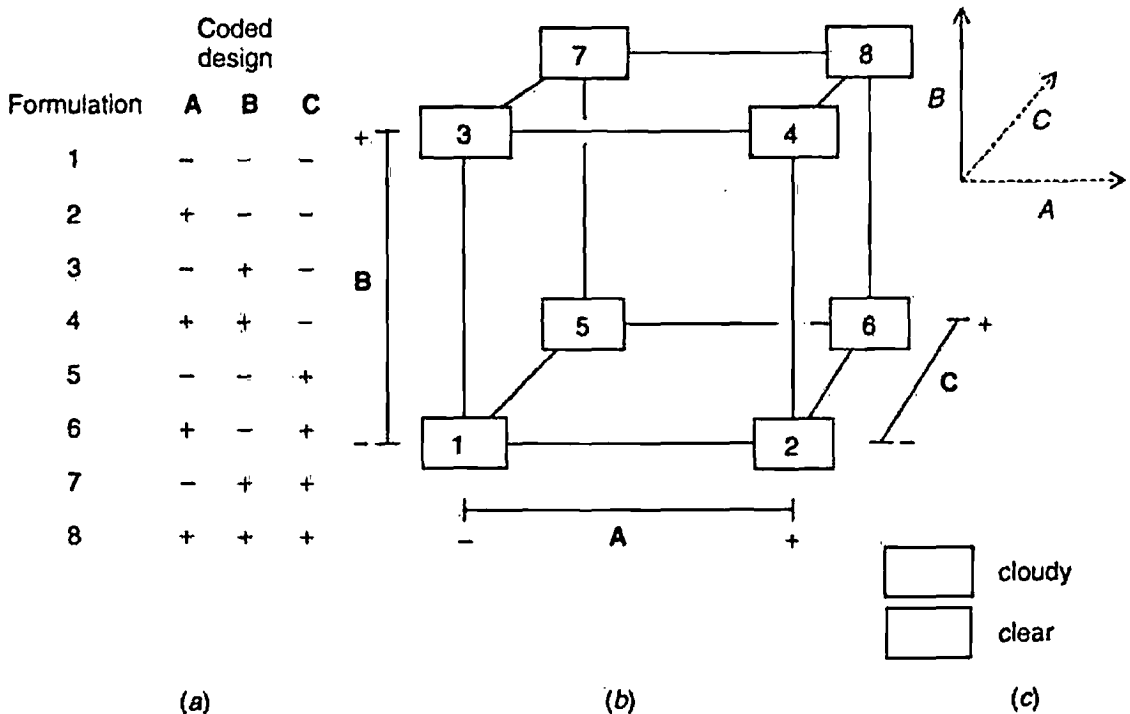 Coded
design
Formulation A B C
1 − − −
2 + − −
3 − + −
4 + + −
5 − − +
6 + − +
7 − + +
8 + + +
(a)
7 8
+ 3 4
B
5 6
− 1 2
− A +
+
C
−
(b)
B
C
A
cloudy
clear
(c)